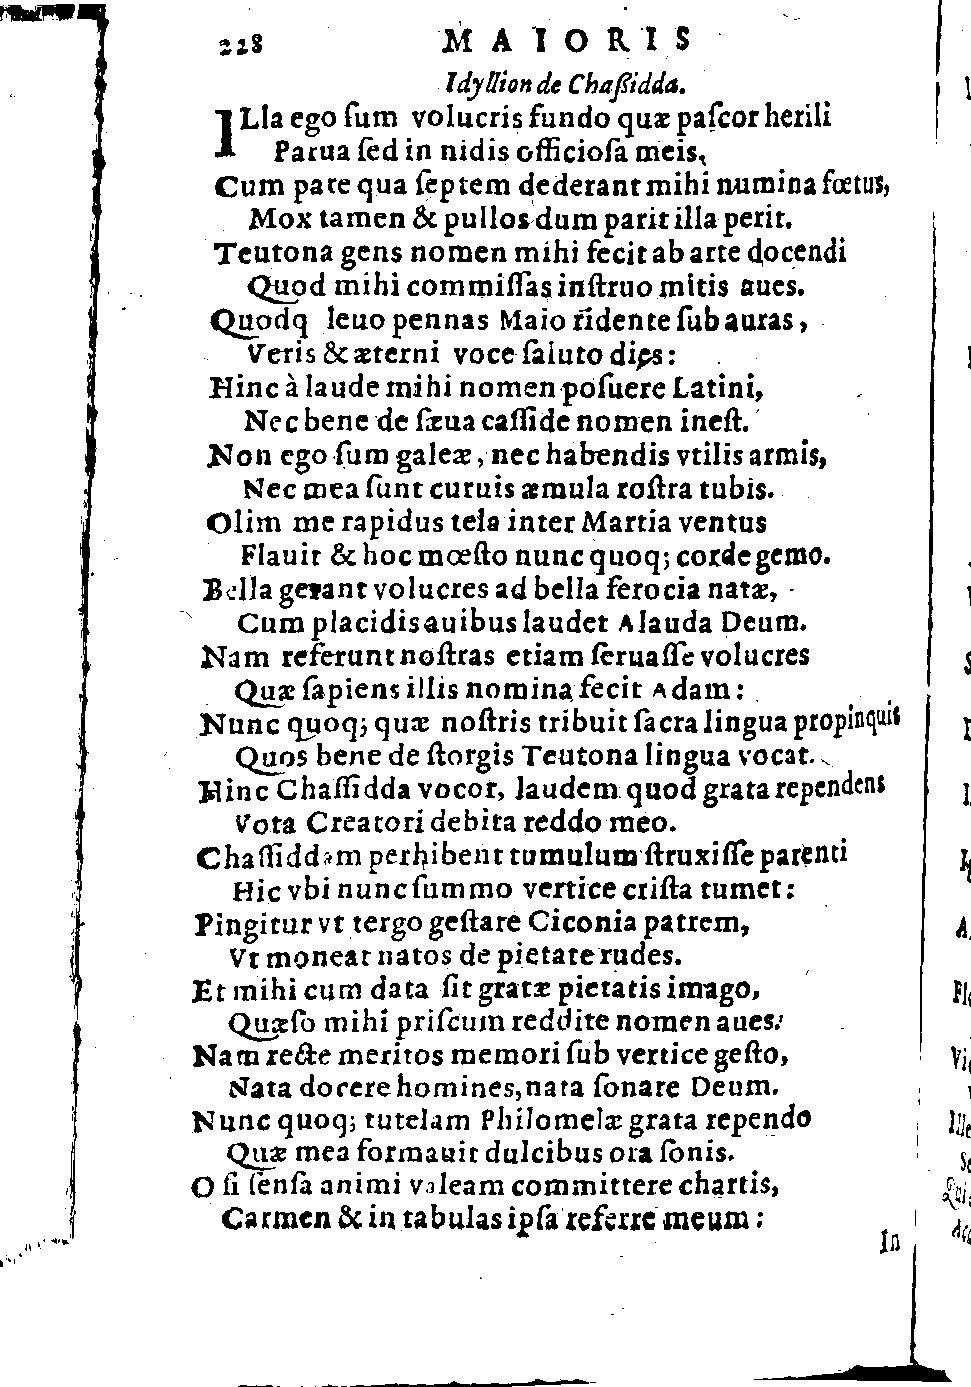 228 MAIORIS
Idyllion de Chaſſidda.
ILla ego ſum volucris fundo quæ paſcor herili
Parua ſed in nidis officioſa meis,
Cum pare qua ſeptem dederant mihi numina fœtus,
Mox tamen & pullos dum parit illa perit.
Teutona gens nomen mihi fecit ab arte docendi
Quod mihi commiſſas inſtruo mitis aues.
Quodq leuo pennas Maio ridente ſub auras,
Veris & æterni voce ſaluto dies:
Hinc à laude mihi nomen poſuere Latini,
Nec bene de ſæua caſſide nomen ineſt.
Non ego ſum galeæ, nec habendis vtilis armis,
Nec mea ſunt curuis æmula roſtra tubis.
Olim me rapidus tela inter Martia ventus
Flauit & hoc mœſto nunc quoq; corde gemo.
Bella gerant volucres ad bella ferocia natæ,
Cum placidis auibus laudet Alauda Deum.
Nam referunt noſtras etiam ſeruaſſe volucres
Quæ ſapiens illis nomina fecit Adam:
Nunc quoq; quæ noſtris tribuit ſacra lingua propinquis
Quos bene de ſtorgis Teutona lingua vocat.
Hinc Chaſſidda vocor, laudem quod grata rependens
Vota Creatori debita reddo meo.
Chaſſiddam perhibent tumulum ſtruxiſſe parenti
Hic vbi nunc ſummo vertice criſta tumet:
Pingitur vt tergo geſtare Ciconia patrem,
Vt moneat natos de pietate rudes.
Et mihi cum data ſit gratæ pietatis imago,
Quæſo mihi priſcum reddite nomen aues:
Nam recte meritos memori ſub vertice geſto,
Nata docere homines, nata ſonare Deum.
Nunc quoq; tutelam Philomelæ grata rependo
Quæ mea formauit dulcibus ora ſonis.
O ſi ſenſa animi valeam committere chartis,
Carmen & in tabulas ipſa referre meum:
In